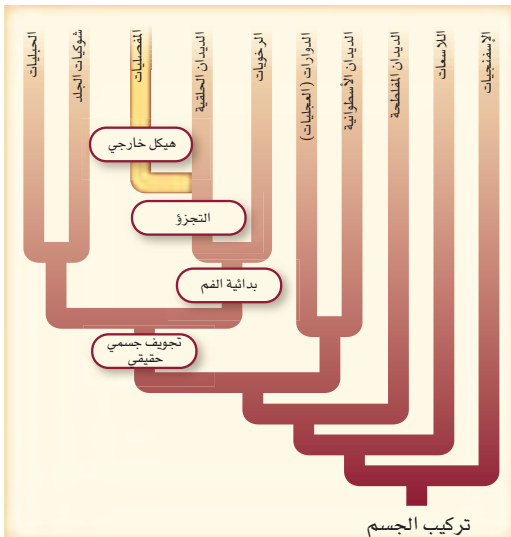 الإسفنجيات
اللاسعات
الديدان المفلطحة
الديدان الأسطوانية
الدوارات (العجليات)
الرخويات
الديدان الحلقية
المفصليات
شوكيات الجلد
الحبليات
هيكل خارجي
التجزؤ
بدائية الفم
تجويف جسمي
حقيقي
تركيب الجسم